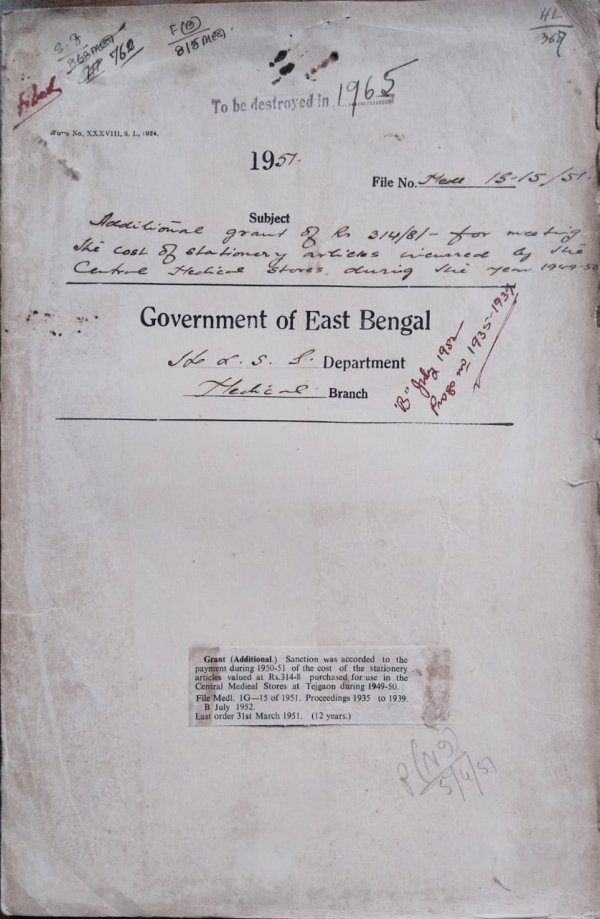 HL
367
F(B)
762
Filed
To be destroyed in 1965
Form No. XXXVIII, S. I., 1924.
1951.
File No. Medl 1S-15/51.
Subject
Additional grant of Rs 314/8/- for meeting
the cost of stationery articles incurred by the
Central Medical Stores, during the year 1949-50
Government of East Bengal
Department
Medical Branch
"B" July 1952
Progs no 1935-1939
Grant (Additional.) Sanction was accorded to the
payment during 1950-51 of the cost of the stationery
articles valued at Rs.314-8 purchased for use in the
Central Medical Stores at Tejgaon during 1949-50.
File Medl. 1G—15 of 1951. Proceedings 1935 to 1939.
B July 1952.
Last order 31st March 1951. (12 years.)
5/4/51